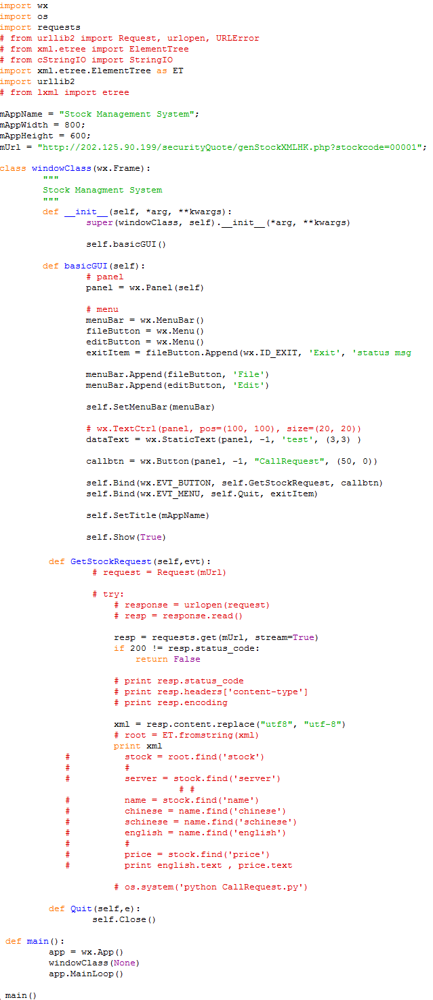 import wx
import os
import requests
# from urllib2 import Request, urlopen, URLError
# from xml.etree import ElementTree
# from cStringIO import StringIO
import xml.etree.ElementTree as ET
import urllib2
# from lxml import etree

mAppName = "Stock Management System";
mAppWidth = 800;
mAppHeight = 600;
mUrl = "http://202.125.90.199/securityQuote/genStockXMLHK.php?stockcode=00001";

class windowClass(wx.Frame):
        """
        Stock Managment System
        """
        def __init__(self, *arg, **kwargs):
                super(windowClass, self).__init__(*arg, **kwargs)

                self.basicGUI()

        def basicGUI(self):
                # panel
                panel = wx.Panel(self)

                # menu
                menuBar = wx.MenuBar()
                fileButton = wx.Menu()
                editButton = wx.Menu()
                exitItem = fileButton.Append(wx.ID_EXIT, 'Exit', 'status msg

                menuBar.Append(fileButton, 'File')
                menuBar.Append(editButton, 'Edit')

                self.SetMenuBar(menuBar)

                # wx.TextCtrl(panel, pos=(100, 100), size=(20, 20))
                dataText = wx.StaticText(panel, -1, 'test', (3,3) )

                callbtn = wx.Button(panel, -1, "CallRequest", (50, 0))

                self.Bind(wx.EVT_BUTTON, self.GetStockRequest, callbtn)
                self.Bind(wx.EVT_MENU, self.Quit, exitItem)

                self.SetTitle(mAppName)

                self.Show(True)

         def GetStockRequest(self,evt):
                 # request = Request(mUrl)

                 # try:
                     # response = urlopen(request)
                     # resp = response.read()

                     resp = requests.get(mUrl, stream=True)
                     if 200 != resp.status_code:
                         return False

                     # print resp.status_code
                     # print resp.headers['content-type']
                     # print resp.encoding

                     xml = resp.content.replace("utf8", "utf-8")
                     # root = ET.fromstring(xml)
                     print xml
            #          stock = root.find('stock')
            #          #
            #          server = stock.find('server')
                                 # #
            #          name = stock.find('name')
            #          chinese = name.find('chinese')
            #          schinese = name.find('schinese')
            #          english = name.find('english')
            #          #
            #          price = stock.find('price')
            #          print english.text , price.text

                     # os.system('python CallRequest.py')

         def Quit(self,e):
                 self.Close()

 def main():
         app = wx.App()
         windowClass(None)
         app.MainLoop()

 main()